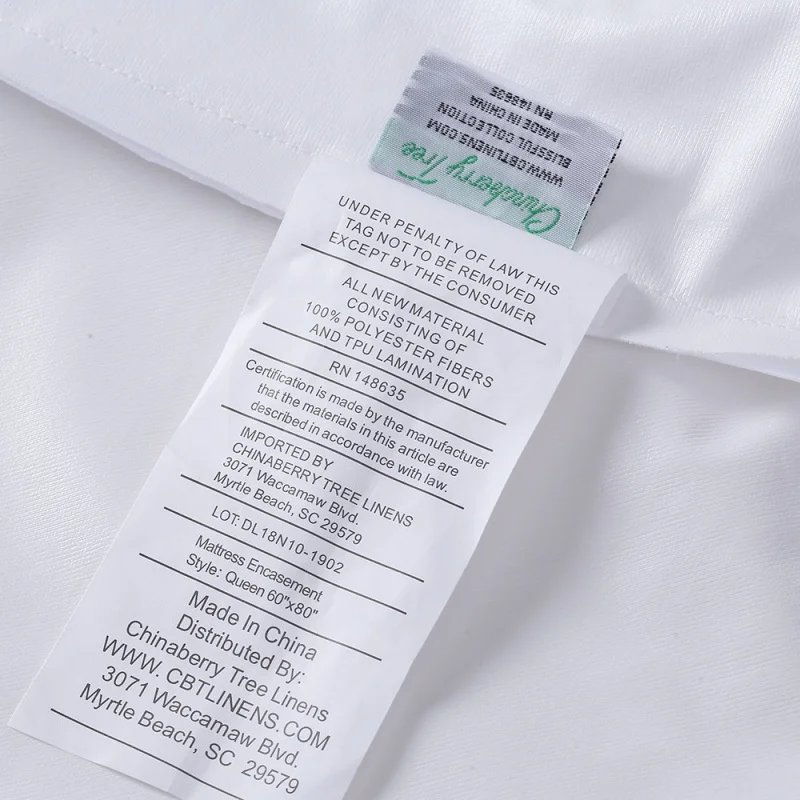 Chinaberry Tree
WWW.CBTLINENS.COM
BLISSFUL COLLECTION
MADE IN CHINA
RN 148635
UNDER PENALTY OF LAW THIS
TAG NOT TO BE REMOVED
EXCEPT BY THE CONSUMER
ALL NEW MATERIAL
CONSISTING OF
100% POLYESTER FIBERS
AND TPU LAMINATION
RN 148635
Certification is made by the manufacturer
that the materials in this article are
described in accordance with law.
IMPORTED BY
CHINABERRY TREE LINENS
3071 Waccamaw Blvd.
Myrtle Beach, SC 29579
LOT: DL18N10-1902
Mattress Encasement
Style: Queen 60"x80"
Made In China
Distributed By:
Chinaberry Tree Linens
WWW. CBTLINENS.COM
3071 Waccamaw Blvd.
Myrtle Beach, SC 29579